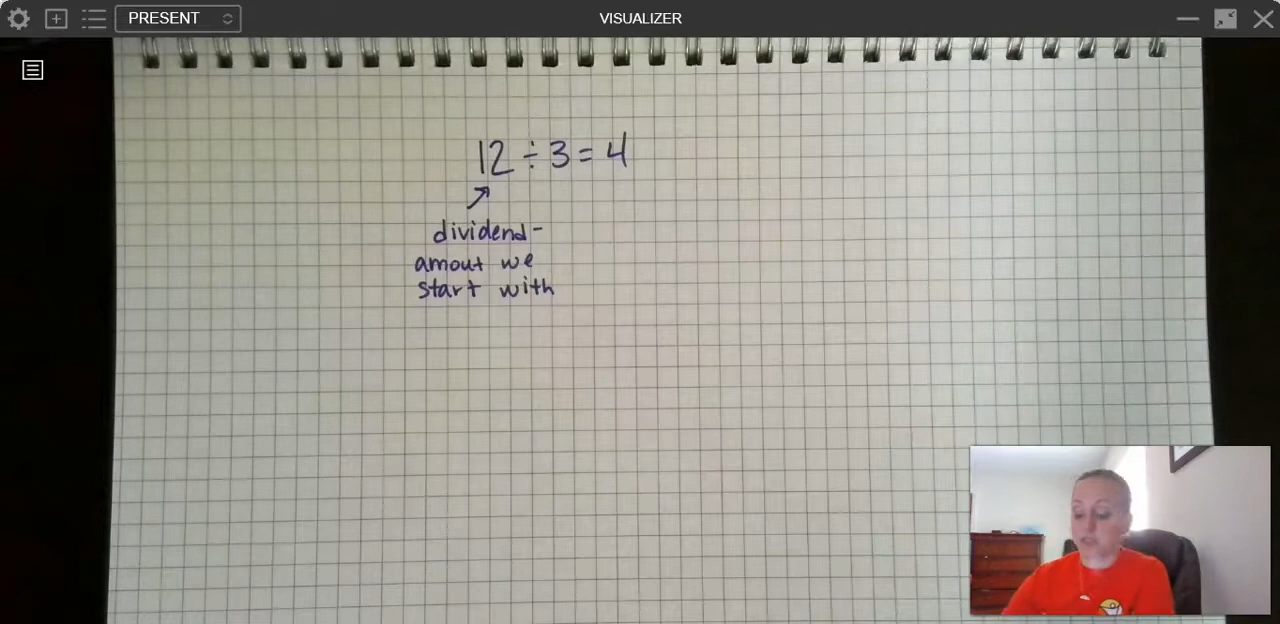 PRESENT
VISUALIZER
12 ÷ 3 = 4
dividend-
amout we
start with